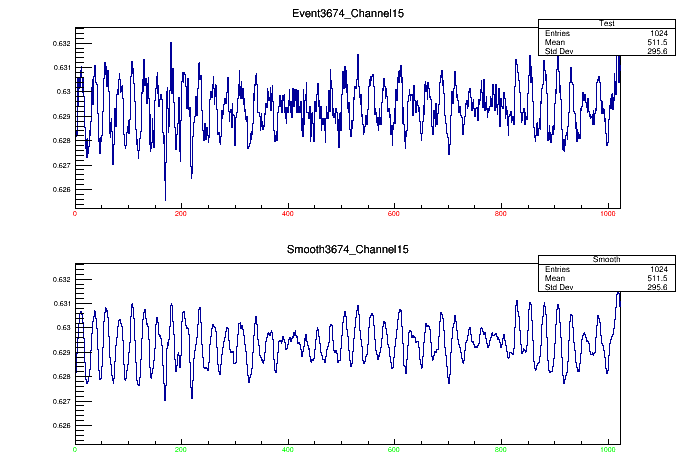 Event3674_Channel15
Test
Entries 1024
Mean 511.5
Std Dev 295.6
0.632
0.631
0.63
0.629
0.628
0.627
0.626
0 200 400 600 800 1000
Smooth3674_Channel15
Smooth
Entries 1024
Mean 511.5
Std Dev 295.6
0.632
0.631
0.63
0.629
0.628
0.627
0.626
0 200 400 600 800 1000